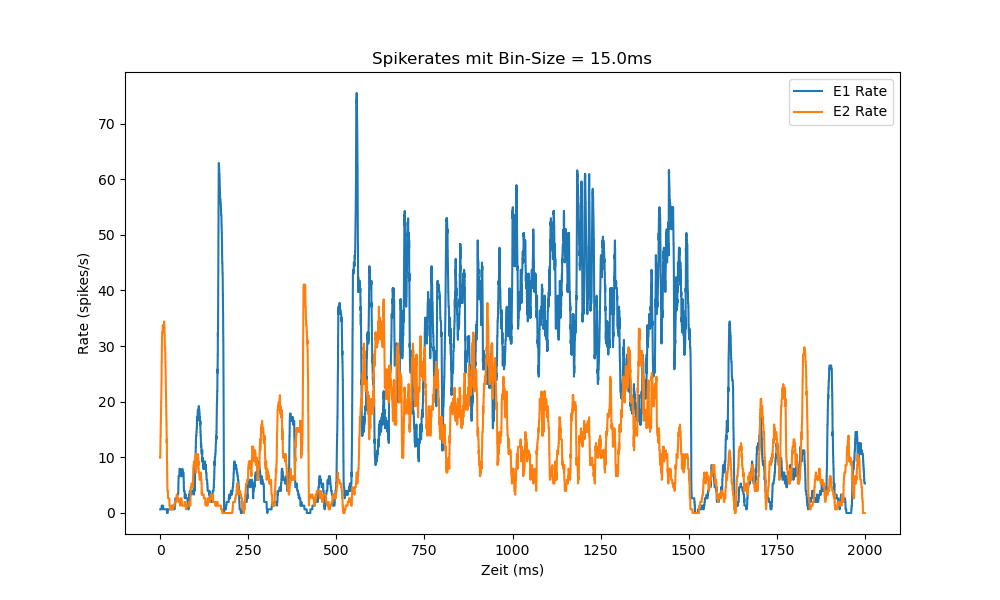 Spikerates mit Bin-Size = 15.0ms
E1 Rate
E2 Rate
Rate (spikes/s)
70
60
50
40
30
20
10
0
0 250 500 750 1000 1250 1500 1750 2000
Zeit (ms)